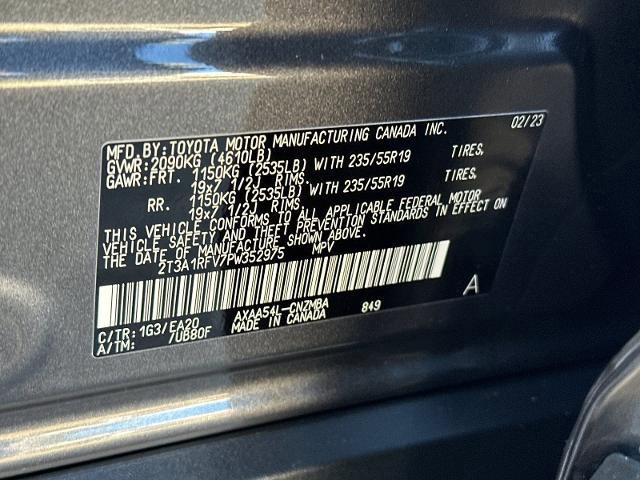 MFD. BY: TOYOTA MOTOR MANUFACTURING CANADA INC. 02/23
GVWR: 2090KG (4610LB)
GAWR: FRT. 1150KG (2535LB) WITH 235/55R19 TIRES,
19x7 1/2J RIMS.
RR. 1150KG (2535LB) WITH 235/55R19 TIRES,
19x7 1/2J RIMS.
THIS VEHICLE CONFORMS TO ALL APPLICABLE FEDERAL MOTOR
VEHICLE SAFETY AND THEFT PREVENTION STANDARDS IN EFFECT ON
THE DATE OF MANUFACTURE SHOWN ABOVE.
2T3A1RFV7PW352975 MPV
A
C/TR: 1G3/EA20 AXAA54L-CNZMBA 849
A/TM: /UB80F MADE IN CANADA